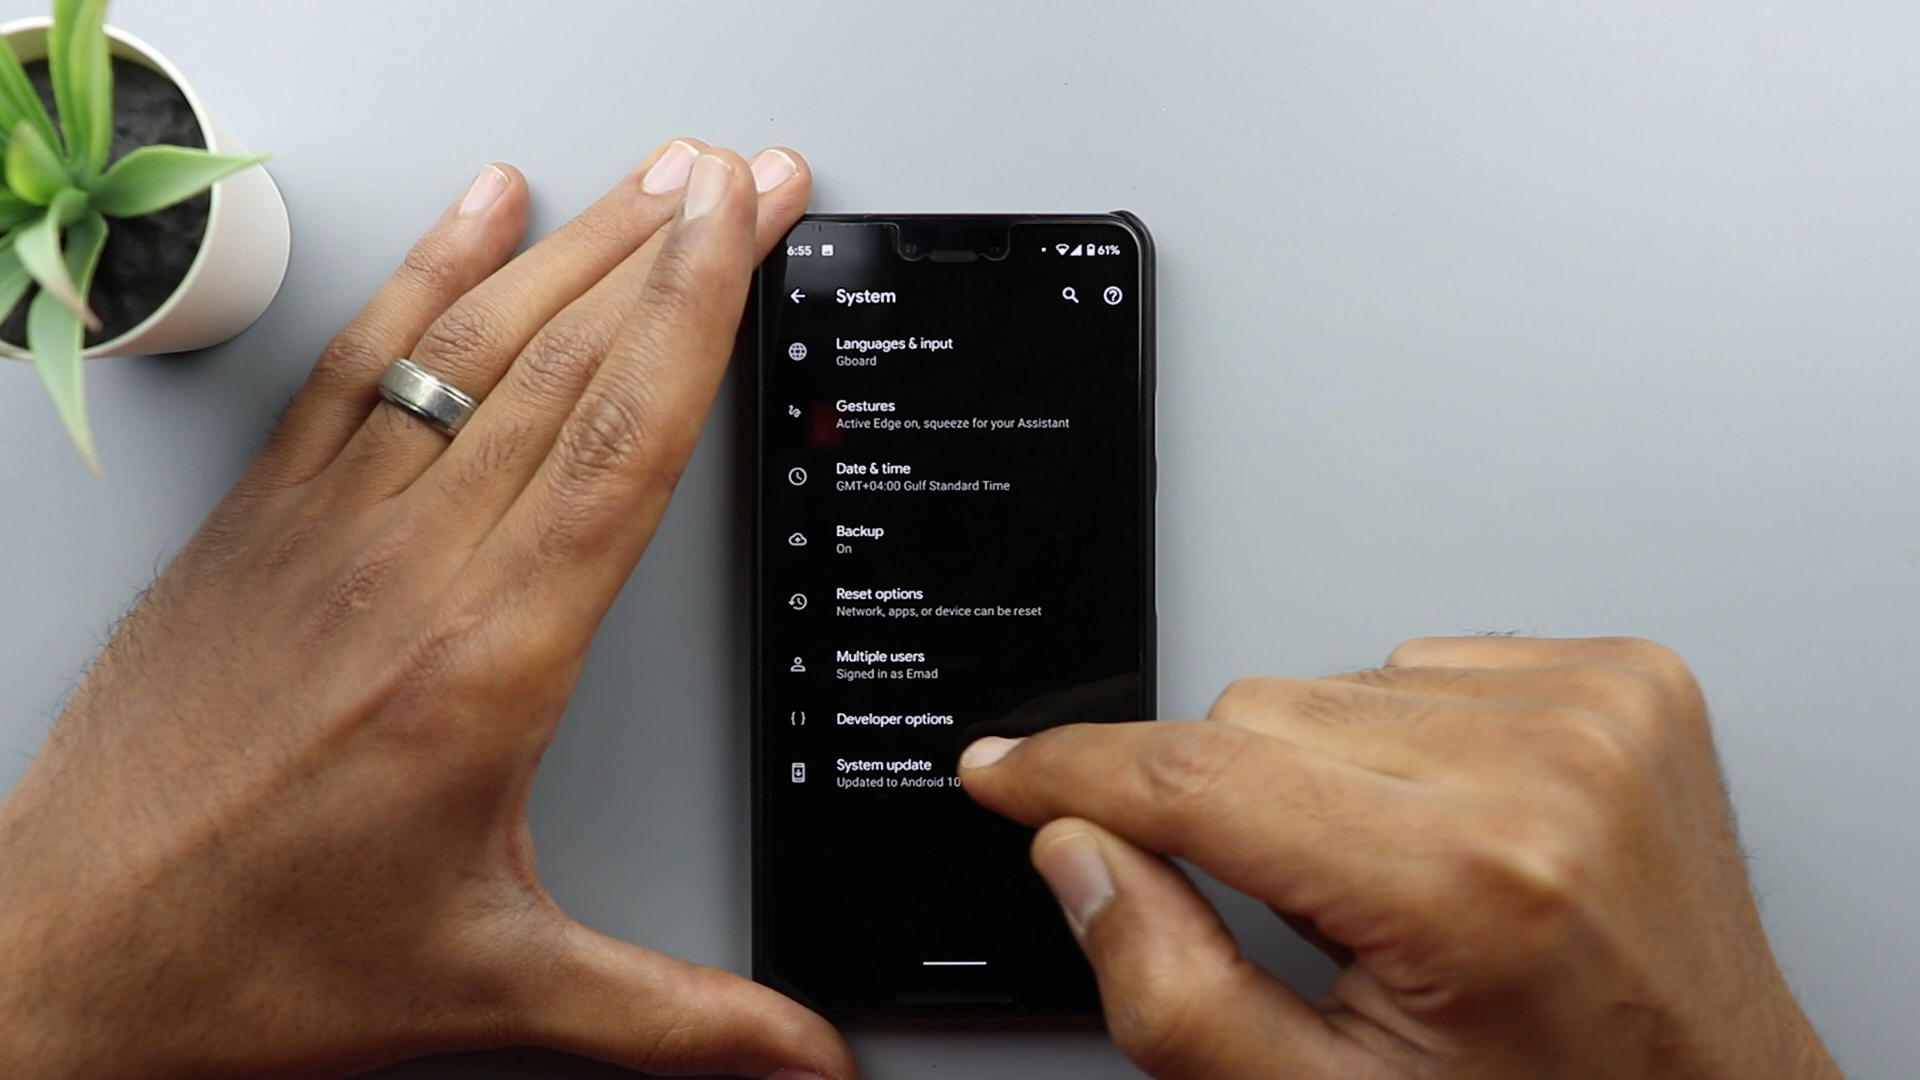 6:55
61%
System
Languages & input
Gboard
Gestures
Active Edge on, squeeze for your Assistant
Date & time
GMT+04:00 Gulf Standard Time
Backup
On
Reset options
Network, apps, or device can be reset
Multiple users
Signed in as Emad
Developer options
System update
Updated to Android 10